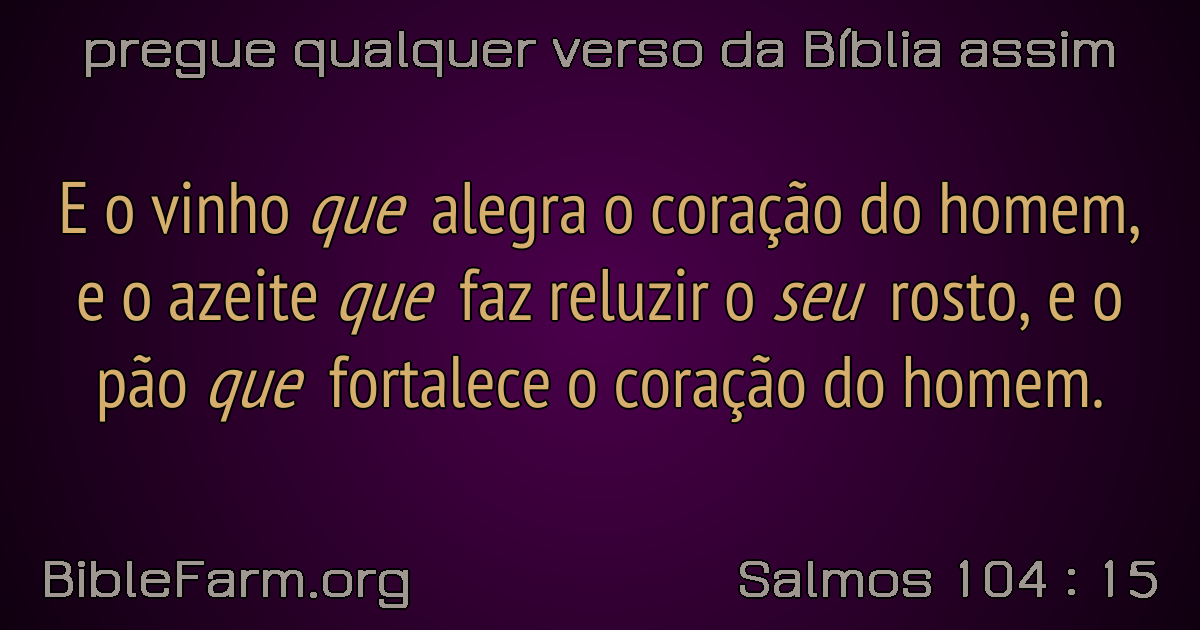 pregue qualquer verso da Bíblia assim
E o vinho que alegra o coração do homem,
e o azeite que faz reluzir o seu rosto, e o
pão que fortalece o coração do homem.
BibleFarm.org
Salmos 104 : 15